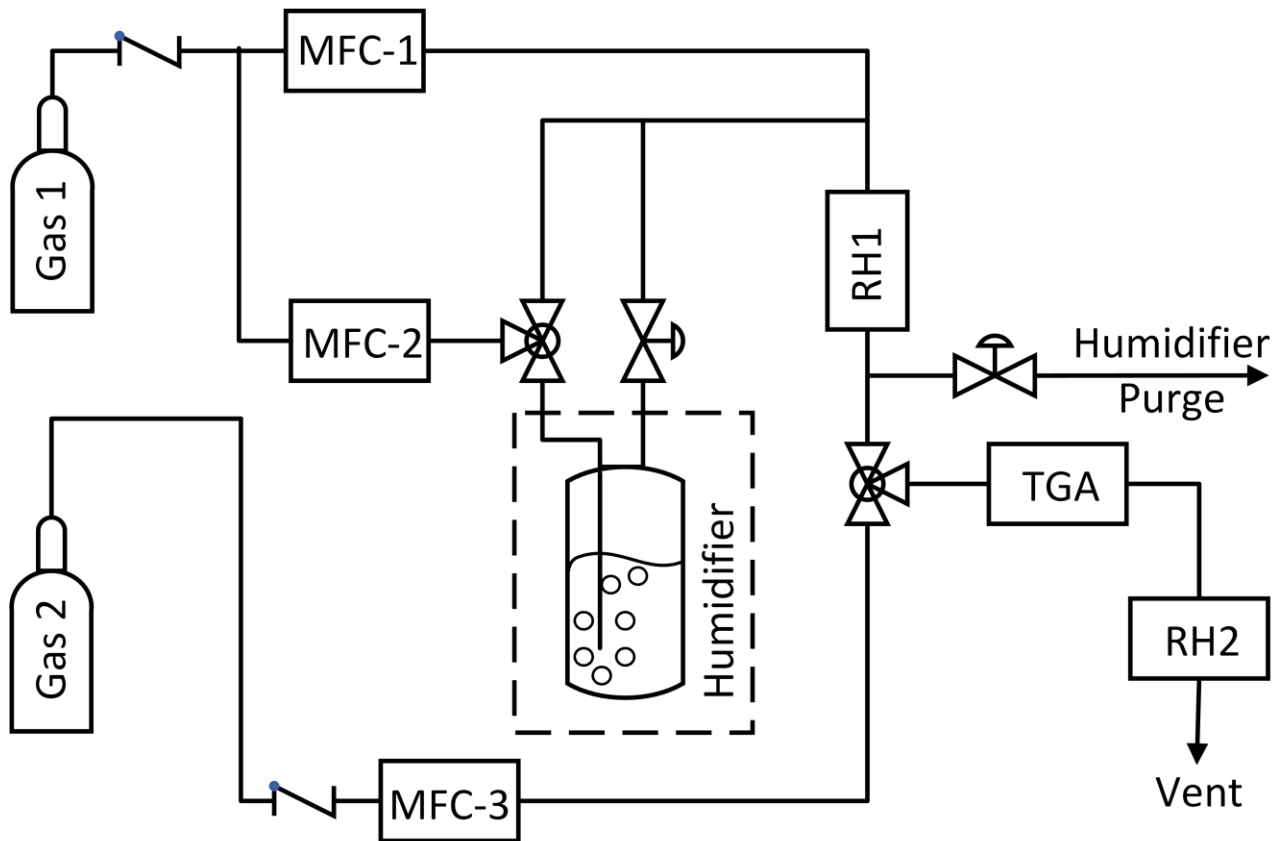 MFC-1
Gas 1
RH1
MFC-2
Humidifier
Purge
TGA
Humidifier
Gas 2
RH2
MFC-3
Vent